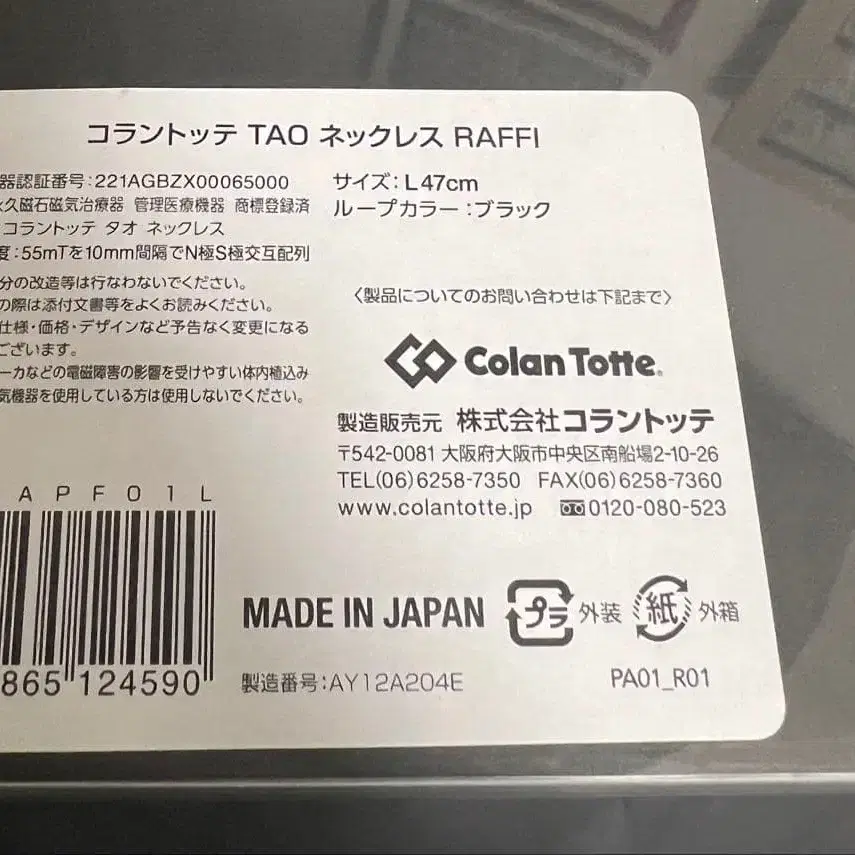 コラントッテ TAO ネックレス RAFFI
器認証番号:221AGBZX00065000
久磁石磁気治療器 管理医療機器 商標登録済
コラントッテ タオ ネックレス
度:55mTを10mm間隔でN極S極交互配列
サイズ:L47cm
ループカラー:ブラック
分の改造等は行なわないでください。
の際は添付文書等をよくお読みください。
仕様・価格・デザインなど予告なく変更になる
ございます。
ーカなどの電磁障害の影響を受けやすい体内植込み
気機器を使用している方は使用しないでください。
〈製品についてのお問い合わせは下記まで〉
Colan Totte®
製造販売元 株式会社コラントッテ
〒542-0081 大阪府大阪市中央区南船場2-10-26
TEL(06)6258-7350 FAX(06)6258-7360
www.colantotte.jp 0120-080-523
APF01L
865 124590
MADE IN JAPAN
プラ 外装 紙 外箱
製造番号:AY12A204E
PA01_R01